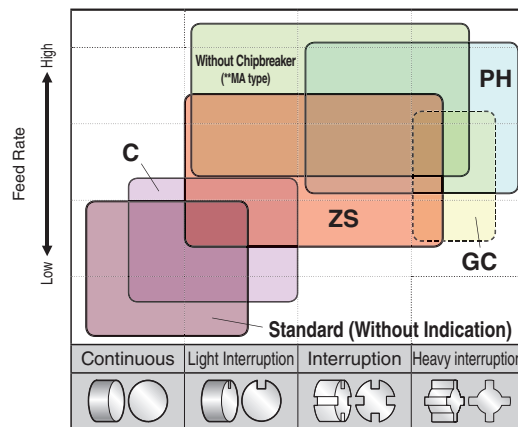 High
Feed Rate
Low
Without Chipbreaker
(**MA type)
PH
C
ZS
GC
Standard (Without Indication)
Continuous
Light Interruption
Interruption
Heavy interruption